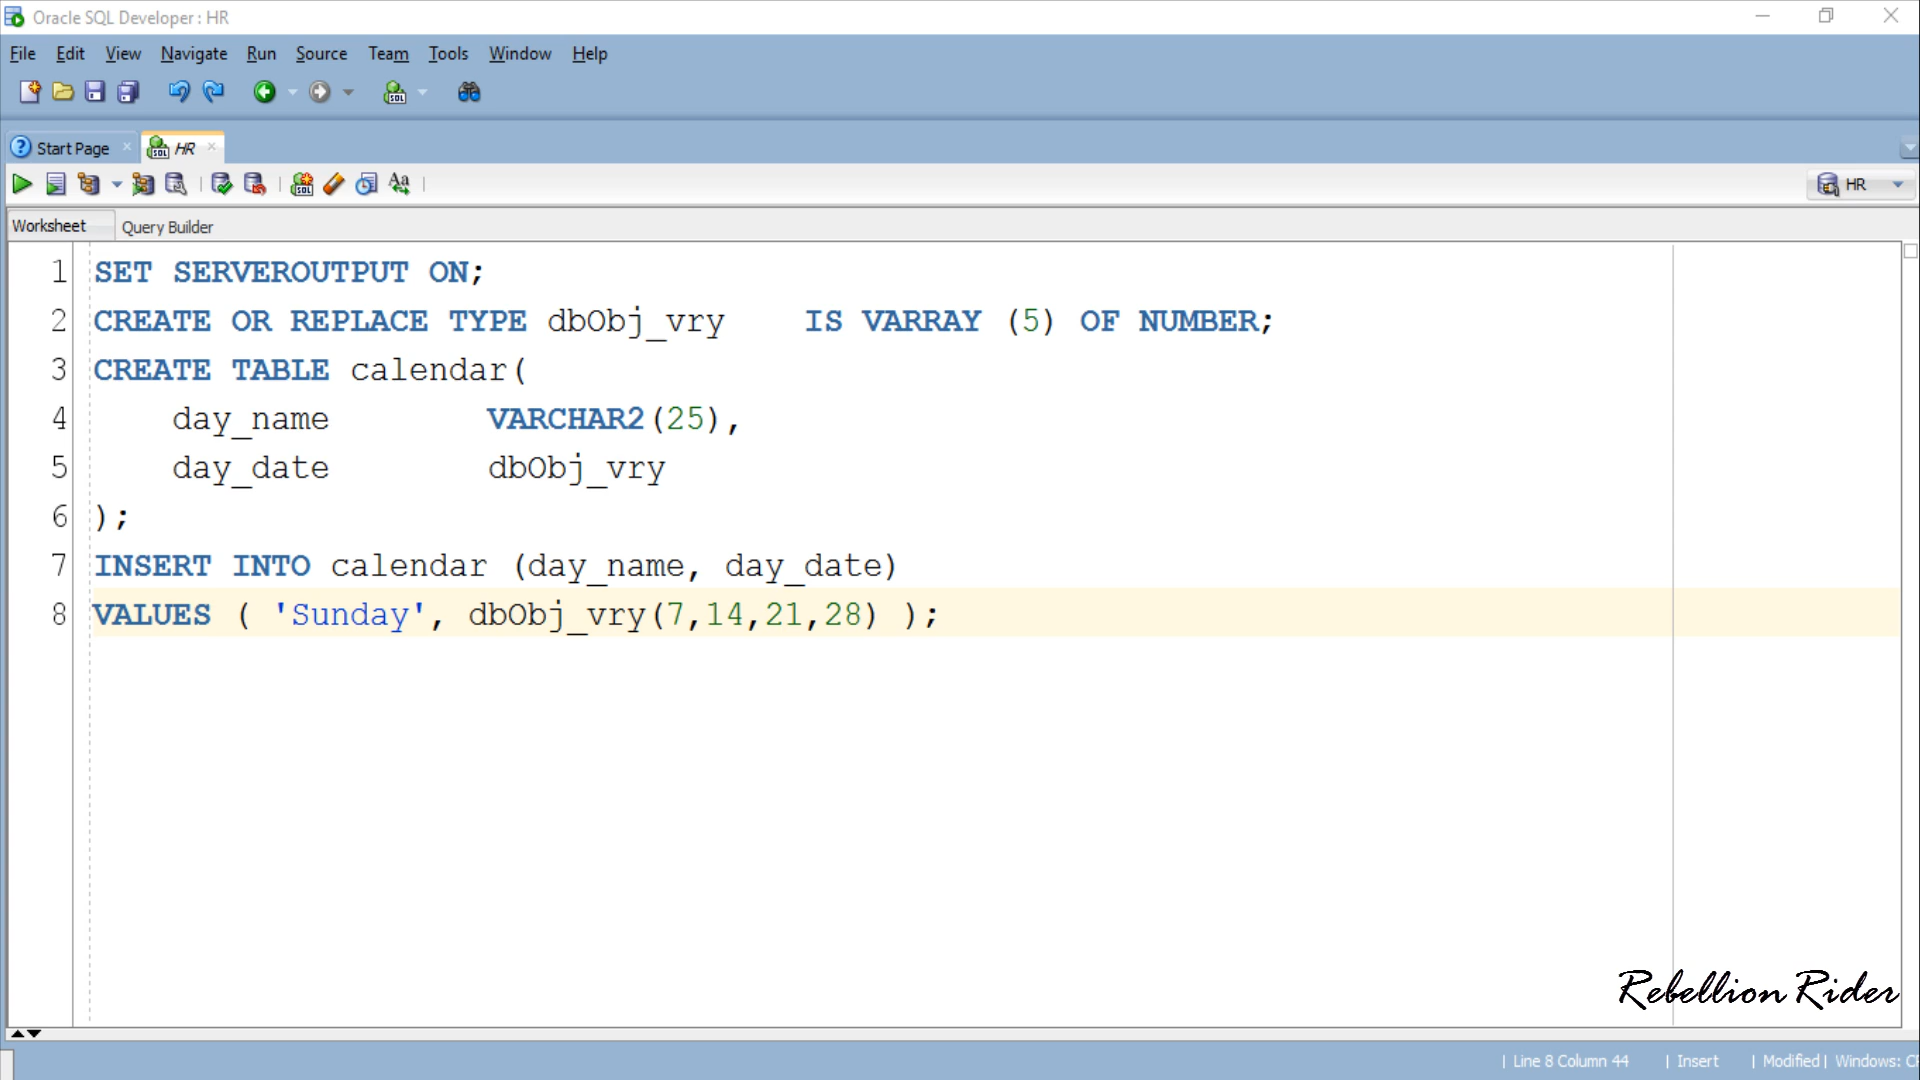 Oracle SQL Developer : HR
File Edit View Navigate Run Source Team Tools Window Help
Start Page HR
HR
Worksheet Query Builder
1 SET SERVEROUTPUT ON;
2 CREATE OR REPLACE TYPE dbObj_vry IS VARRAY (5) OF NUMBER;
3 CREATE TABLE calendar(
4 day_name VARCHAR2(25),
5 day_date dbObj_vry
6 );
7 INSERT INTO calendar (day_name, day_date)
8 VALUES ( 'Sunday', dbObj_vry(7,14,21,28) );
Rebellion Rider
| Line 8 Column 44 | Insert | Modified | Windows: